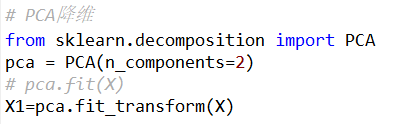 # PCA降维
from sklearn.decomposition import PCA
pca = PCA(n_components=2)
# pca.fit(X)
X1=pca.fit_transform(X)